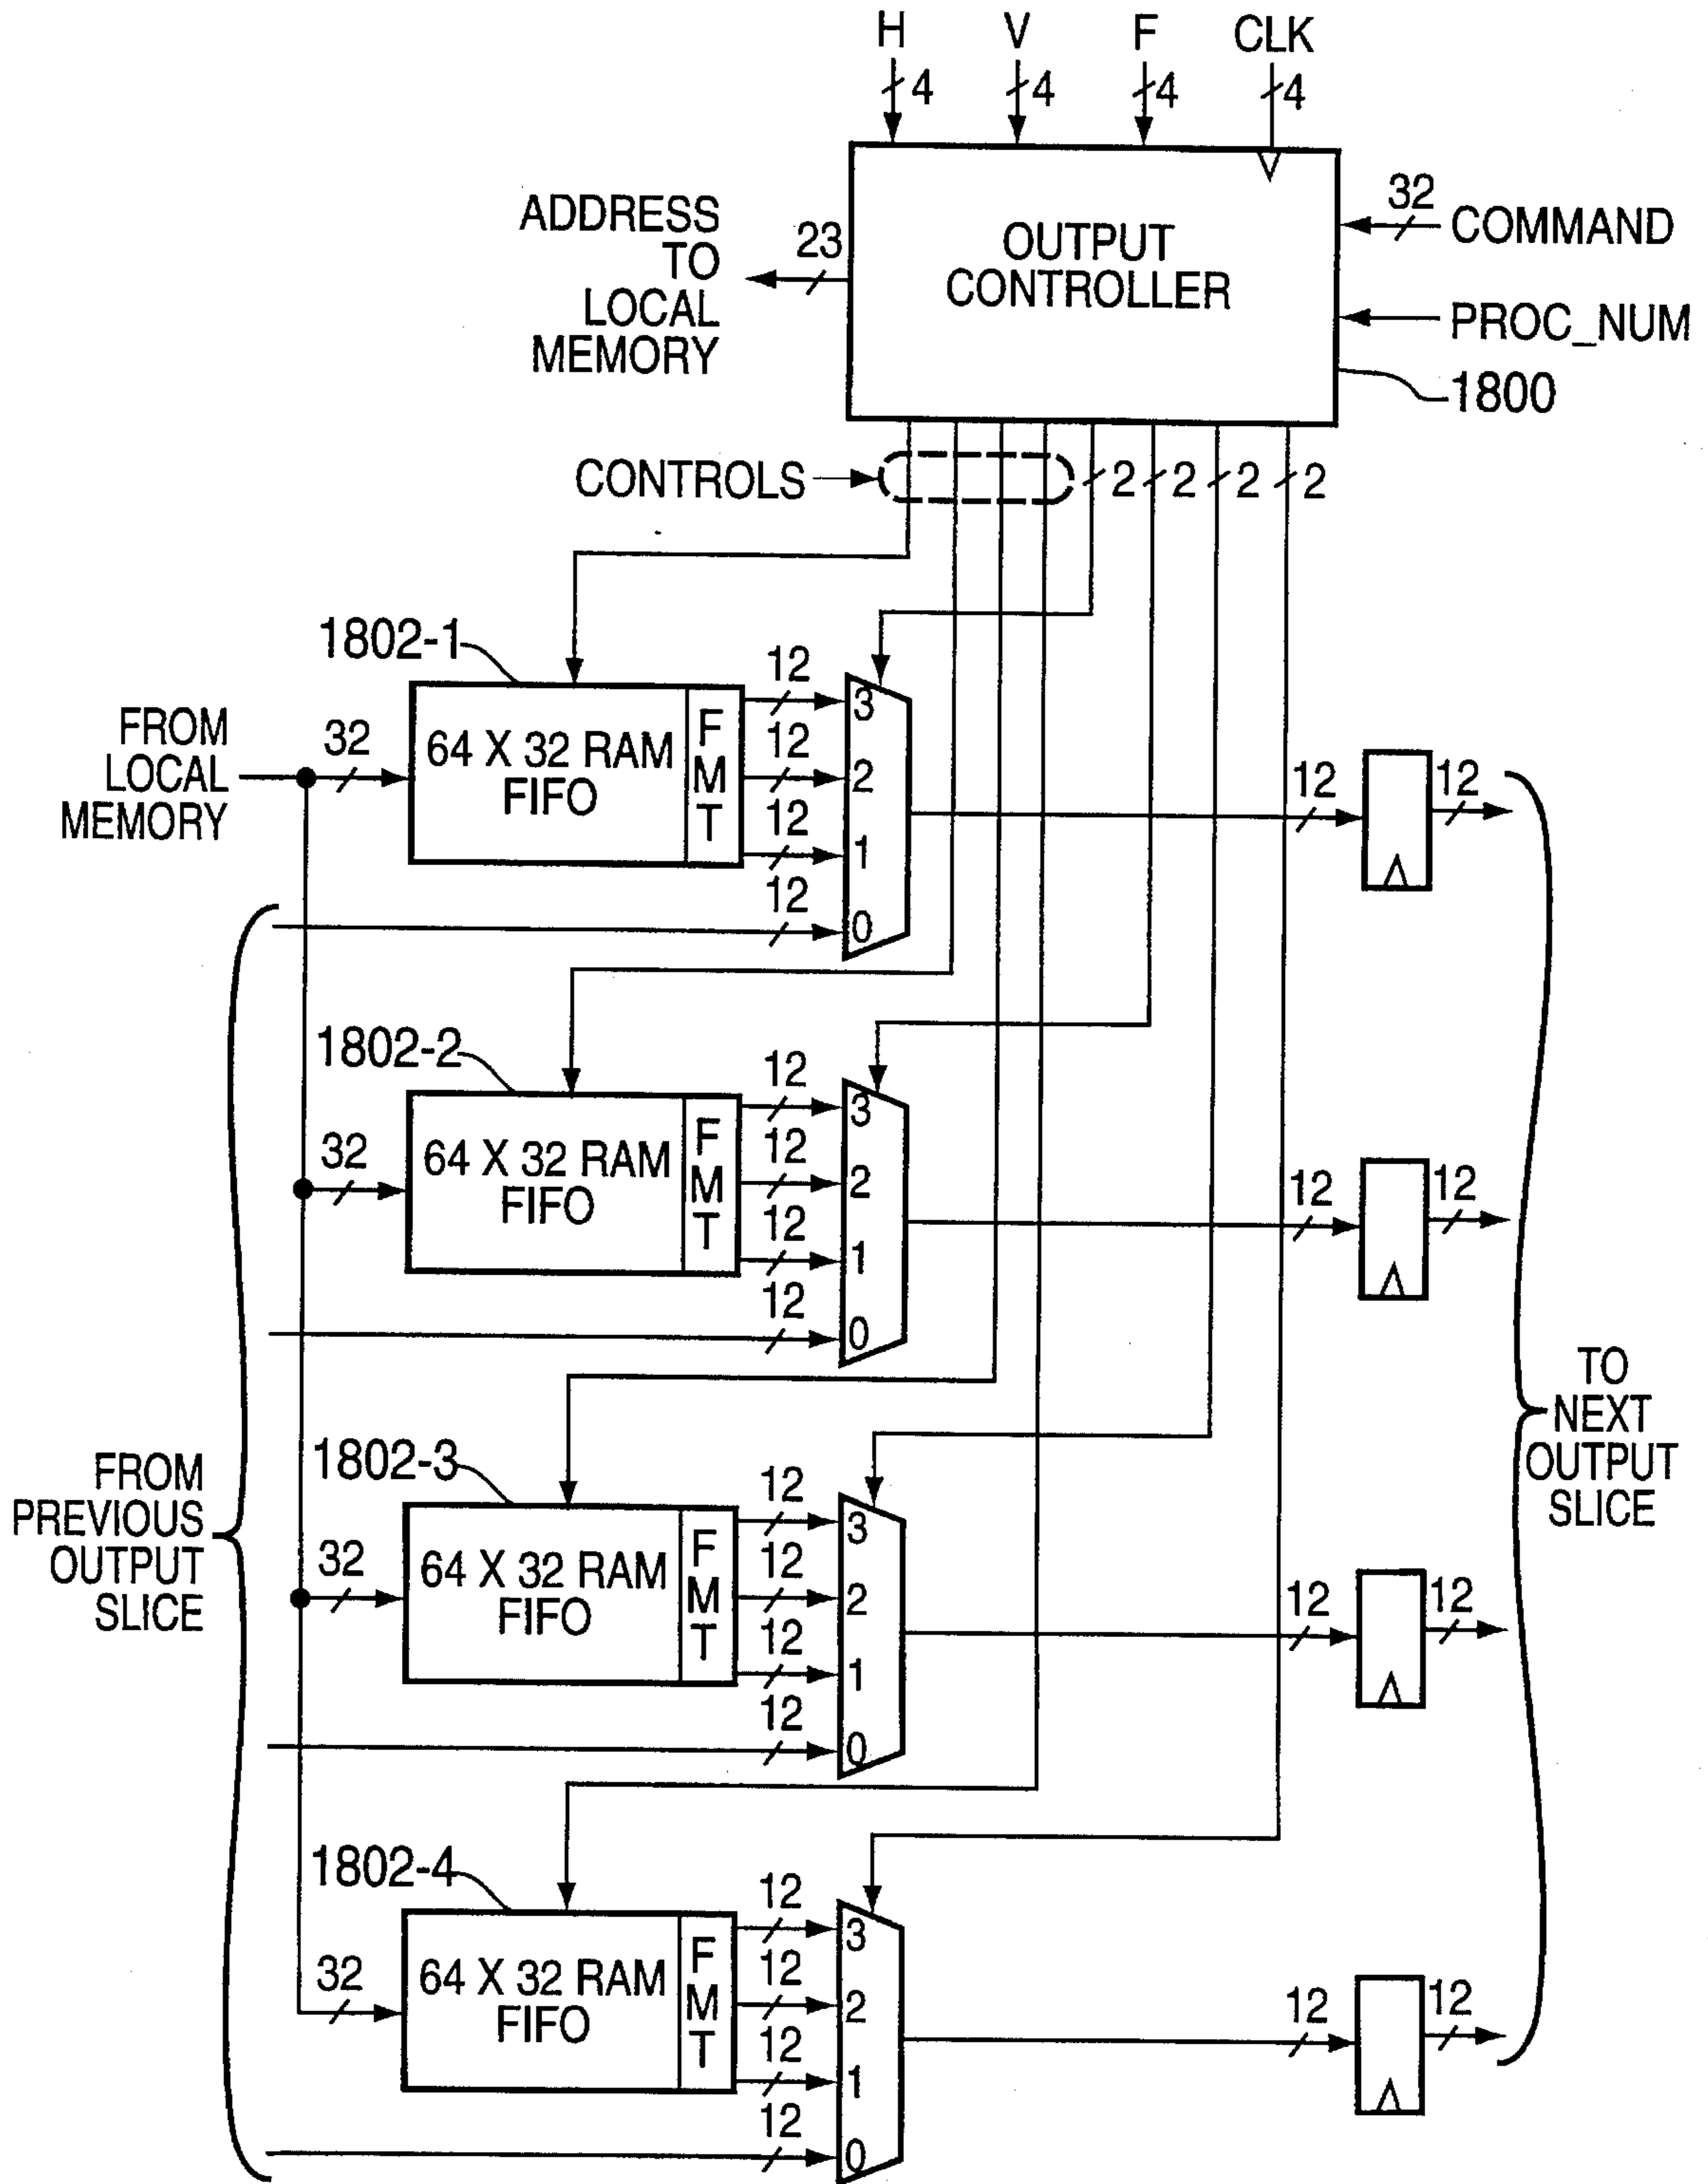 H V F CLK
4 4 4 4
ADDRESS
TO
LOCAL
MEMORY
23
OUTPUT
CONTROLLER
32
COMMAND
PROC_NUM
1800
CONTROLS
2 2 2 2
1802-1
FROM
LOCAL
MEMORY
32
64 X 32 RAM
FIFO
F
M
T
12
12
12
12
3
2
1
0
12
12
1802-2
32
64 X 32 RAM
FIFO
F
M
T
12
12
12
12
3
2
1
0
12
12
FROM
PREVIOUS
OUTPUT
SLICE
TO
NEXT
OUTPUT
SLICE
1802-3
32
64 X 32 RAM
FIFO
F
M
T
12
12
12
12
3
2
1
0
12
12
1802-4
32
64 X 32 RAM
FIFO
F
M
T
12
12
12
12
3
2
1
0
12
12